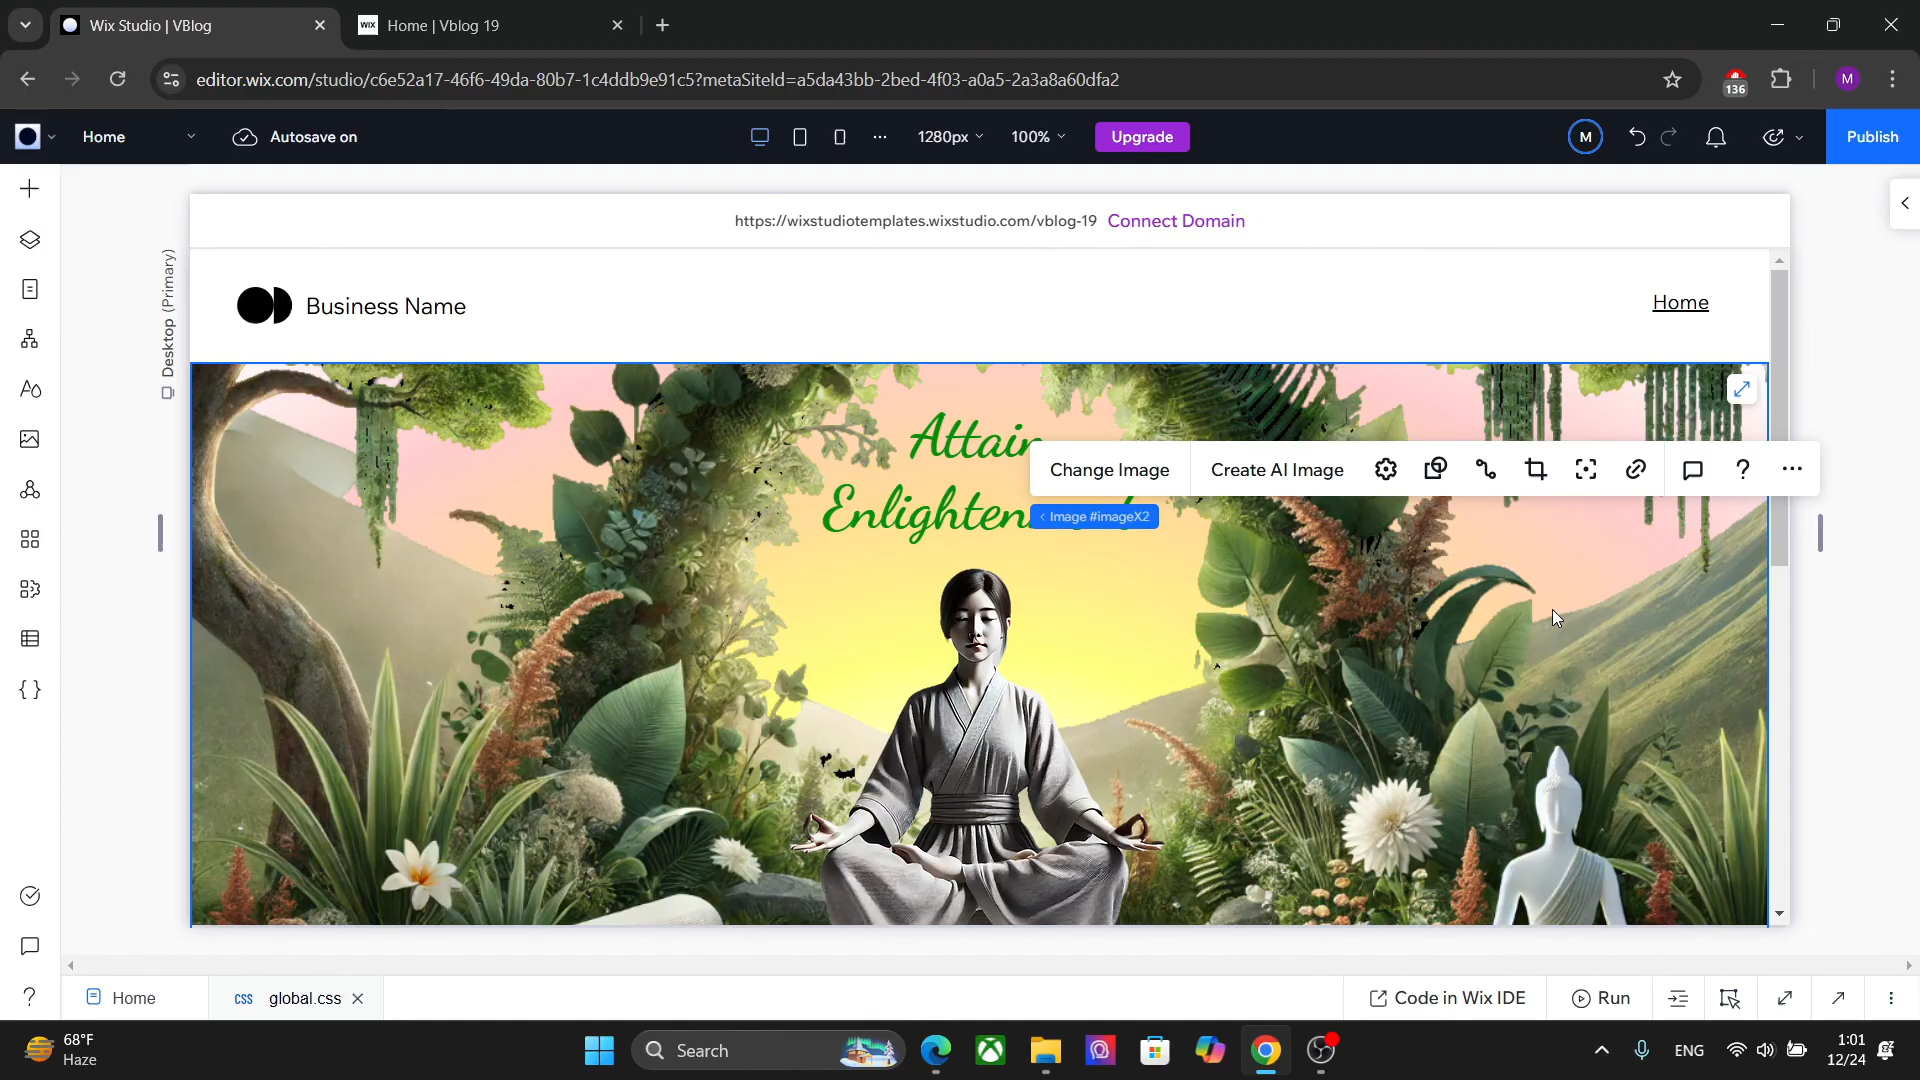 Wix Studio | VBlog
WIX Home | Vblog 19
editor.wix.com/studio/c6e52a17-46f6-49da-80b7-1c4ddb9e91c5?metaSiteId=a5da43bb-2bed-4f03-a0a5-2a3a8a60dfa2
136
M
Home
Autosave on
1280px
100%
Upgrade
M
Publish
https://wixstudiotemplates.wixstudio.com/vblog-19 Connect Domain
Desktop (Primary)
Business Name
Home
Attain
Change Image
Create AI Image
Image #imageX2
Home
CSS global.css
Code in Wix IDE
Run
68°F
Haze
Search
ENG
1:01
12/24